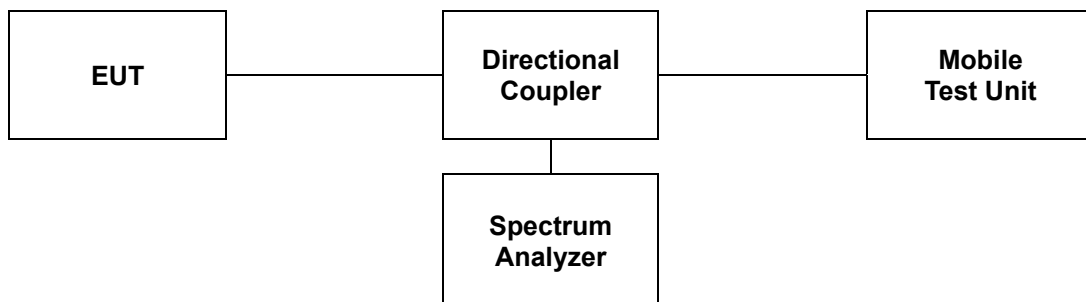 EUT
Directional
Coupler
Mobile
Test Unit
Spectrum
Analyzer